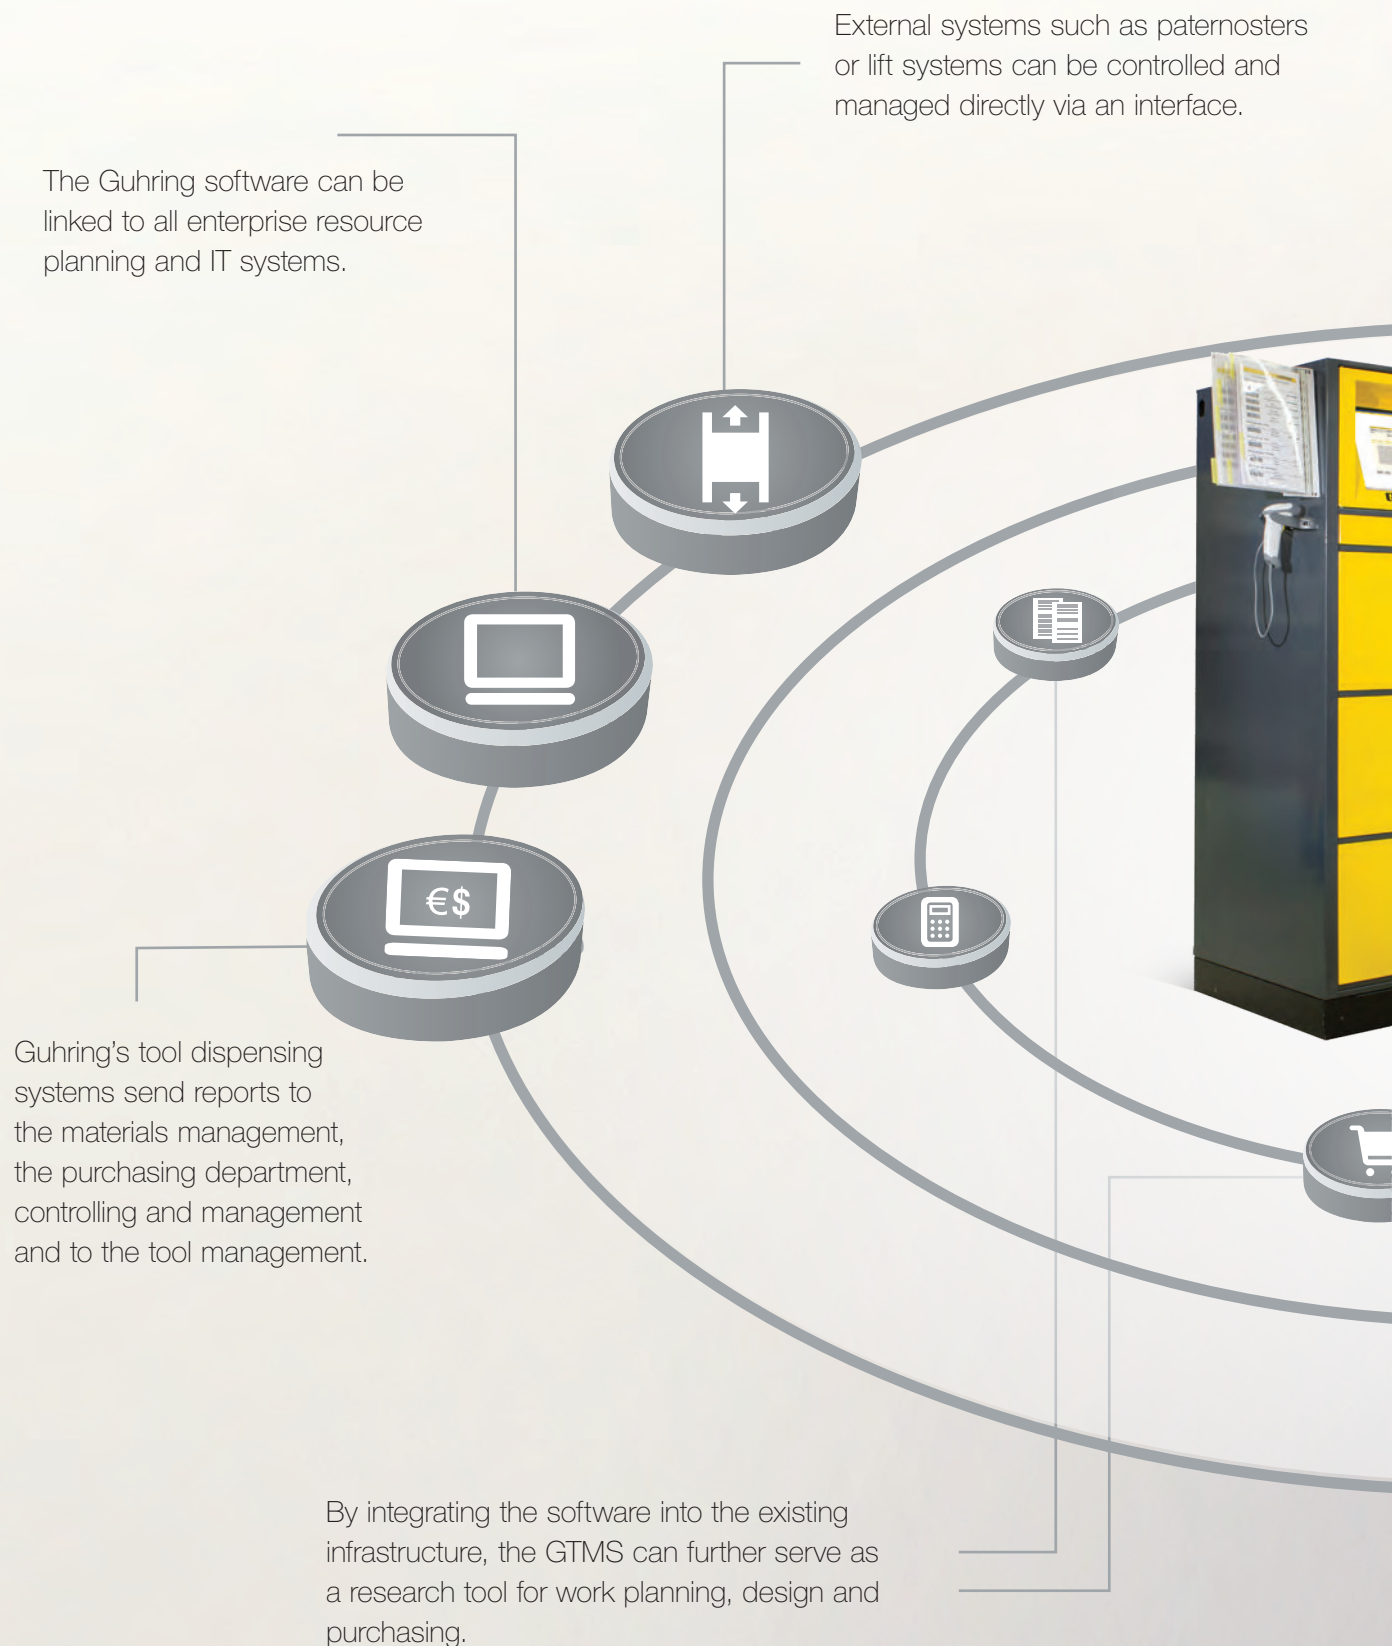 External systems such as paternosters
or lift systems can be controlled and
managed directly via an interface.
The Guhring software can be
linked to all enterprise resource
planning and IT systems.
€$
Guhring’s tool dispensing
systems send reports to
the materials management,
the purchasing department,
controlling and management
and to the tool management.
By integrating the software into the existing
infrastructure, the GTMS can further serve as
a research tool for work planning, design and
purchasing.